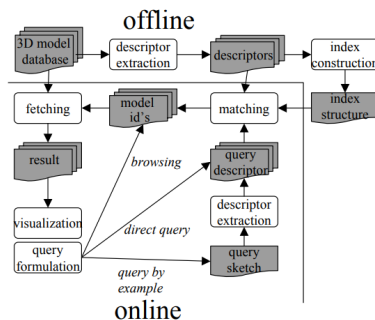 offline
3D model
database
descriptor
extraction
descriptors
index
construction
fetching
model
id's
matching
index
structure
result
browsing
query
descriptor
visualization
direct query
descriptor
extraction
query
formulation
query by
example
query
sketch
online